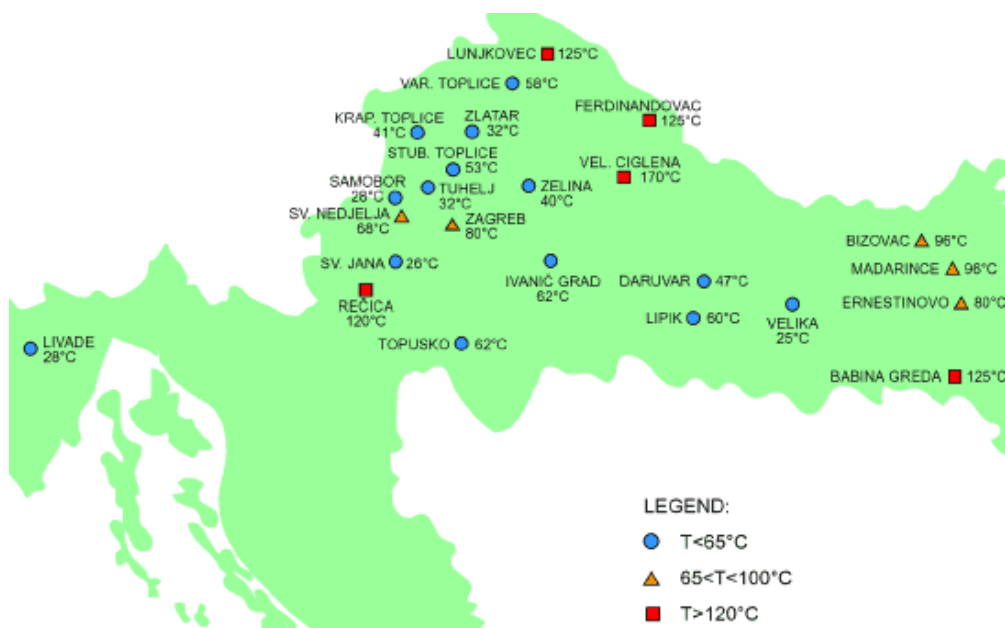 LUNJKOVEC 125°C
VAR. TOPLICE 58°C
FERDINANDOVAC
125°C
KRAP. TOPLICE
41°C
ZLATAR
32°C
STUB. TOPLICE
53°C
VEL. CIGLENA
170°C
SAMOBOR
28°C
TUHELJ
32°C
ZELINA
40°C
SV. NEDJELJA
68°C
ZAGREB
80°C
BIZOVAC 96°C
SV. JANA 26°C
IVANIĆ GRAD
62°C
DARUVAR 47°C
MADARINCE 96°C
REČICA
120°C
ERNESTINOVO 80°C
LIPIK 60°C
VELIKA
25°C
LIVADE
28°C
TOPUSKO 62°C
BABINA GREDA 125°C
LEGEND:
T<65°C
65<T<100°C
T>120°C